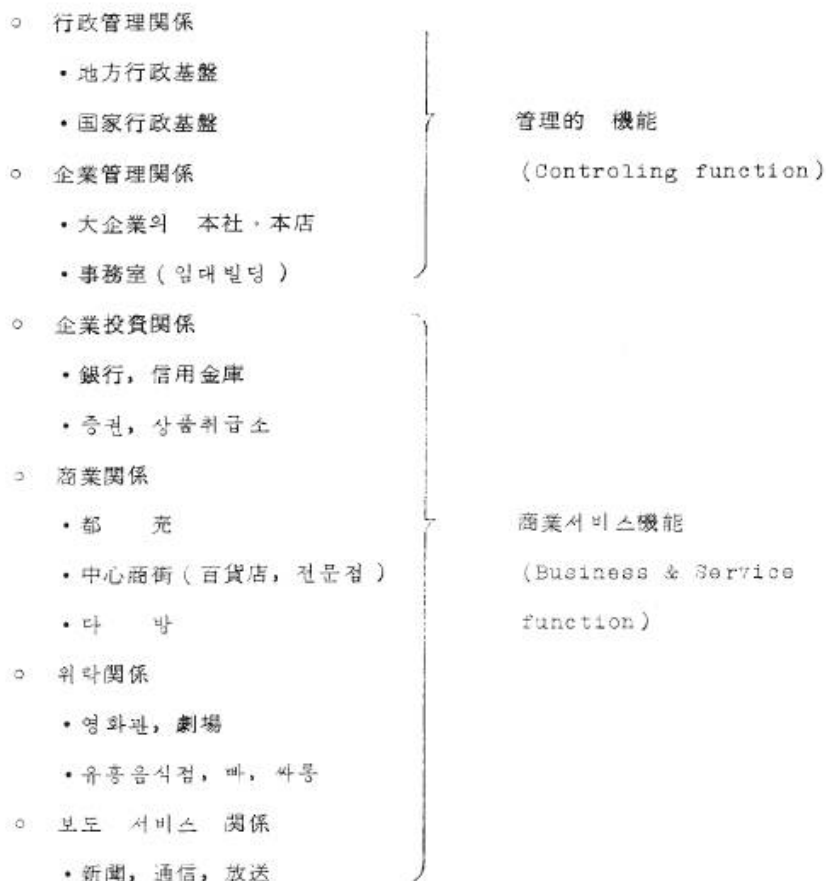 ○ 行政管理関係
• 地方行政基盤
• 国家行政基盤
管理的 機能
(Controling function)
○ 企業管理関係
• 大企業의 本社 · 本店
• 事務室 ( 임대빌딩 )
○ 企業投資関係
• 銀行, 信用金庫
• 증권, 상품취급소
○ 商業関係
• 都 売
• 中心商街 ( 百貨店, 전문점 )
• 다 방
商業서비스機能
(Business & Service
function)
○ 위락関係
• 영화관, 劇場
• 유흥음식점, 빠, 싸롱
○ 보도 서비스 関係
• 新聞, 通信, 放送